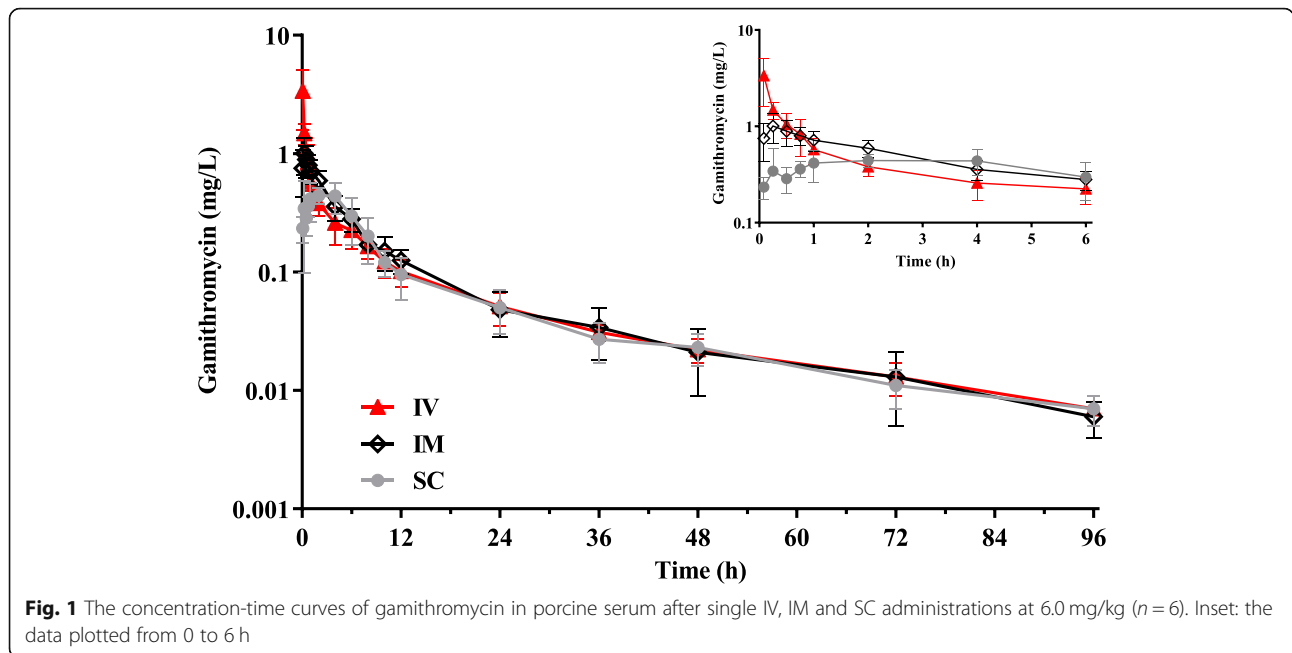 10
1
0.1
0.01
0.001
Gamithromycin (mg/L)
0
12
24
36
48
60
72
84
96
Time (h)
IV
IM
SC
10
1
0.1
Gamithromycin (mg/L)
0
1
2
3
4
5
6
Time (h)
Fig. 1 The concentration-time curves of gamithromycin in porcine serum after single IV, IM and SC administrations at 6.0 mg/kg (n = 6). Inset: the
data plotted from 0 to 6 h